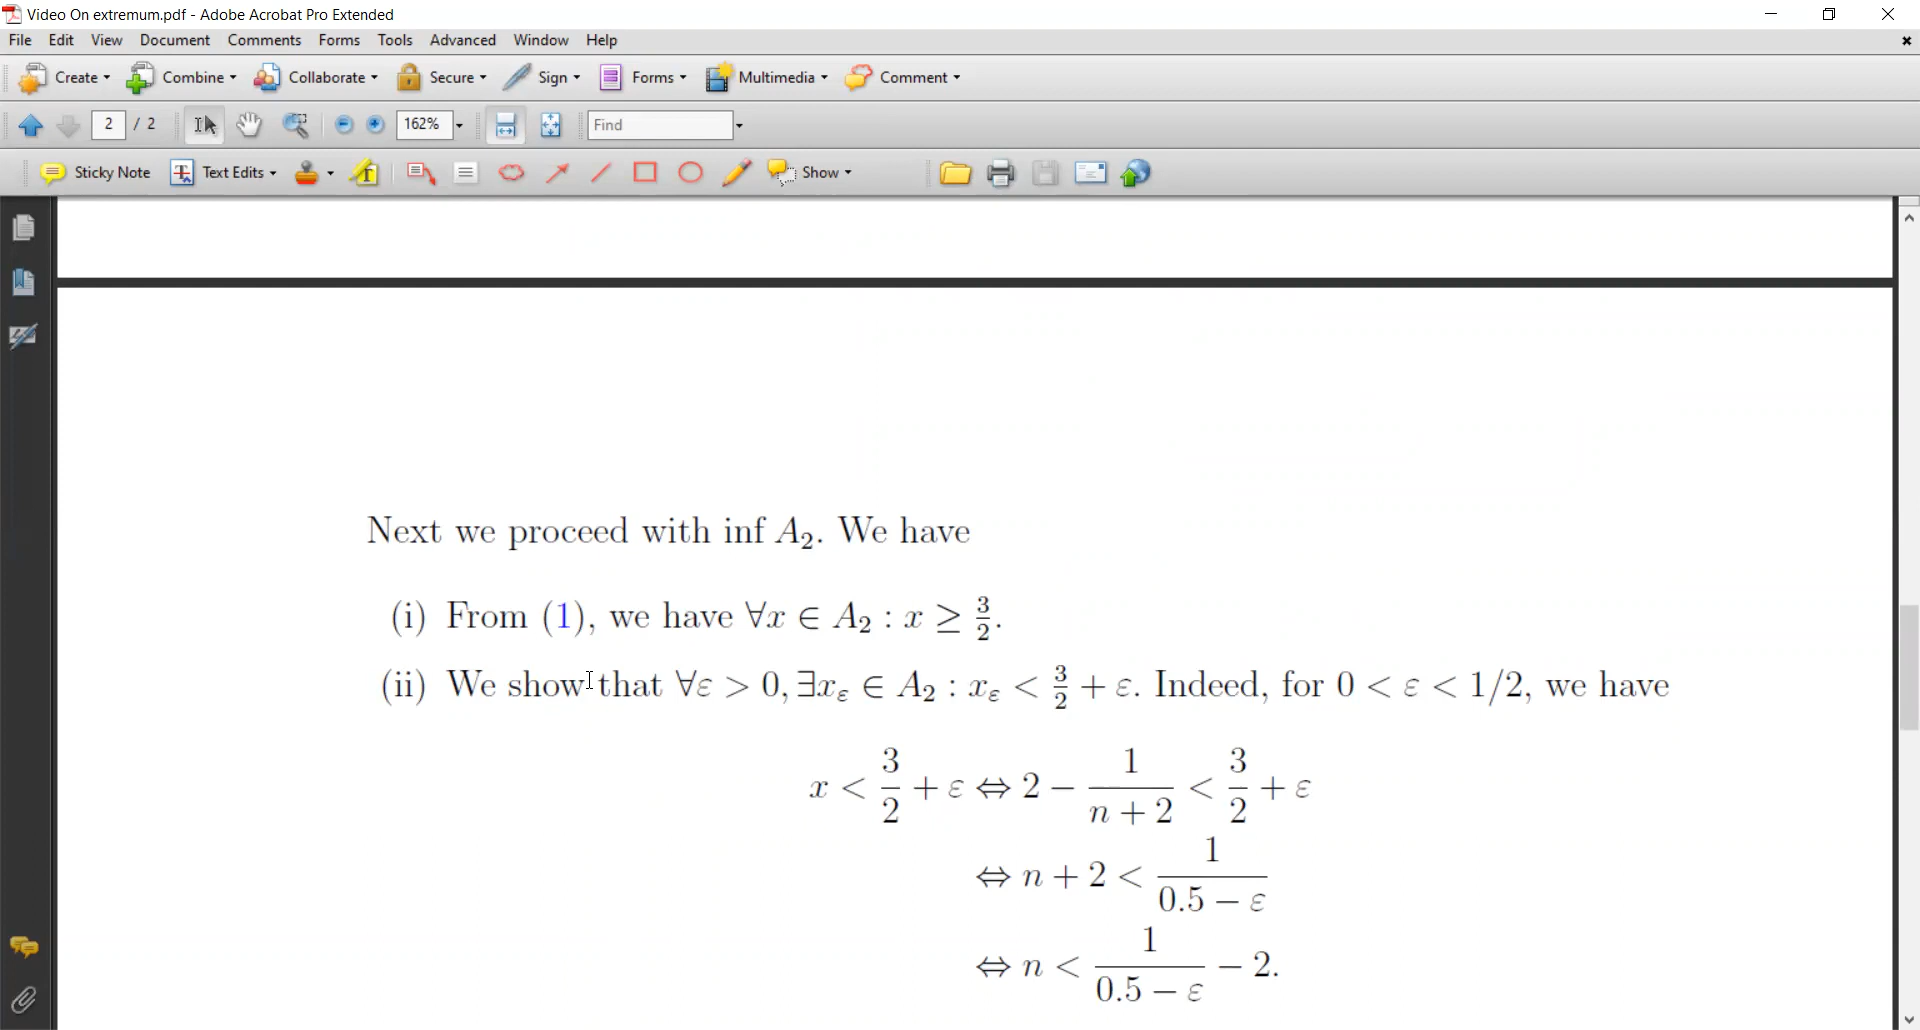 Video On extremum.pdf - Adobe Acrobat Pro Extended
File Edit View Document Comments Forms Tools Advanced Window Help
Create Combine Collaborate Secure Sign Forms Multimedia Comment
2 / 2 162% Find
Sticky Note Text Edits Show
Next we proceed with inf A₂. We have
(i) From (1), we have ∀x ∈ A₂ : x ≥ 3/2.
(ii) We show that ∀ε > 0, ∃x_ε ∈ A₂ : x_ε < 3/2 + ε. Indeed, for 0 < ε < 1/2, we have
x < 3/2 + ε ⇔ 2 − 1/(n + 2) < 3/2 + ε
⇔ n + 2 < 1/(0.5 − ε)
⇔ n < 1/(0.5 − ε) − 2.